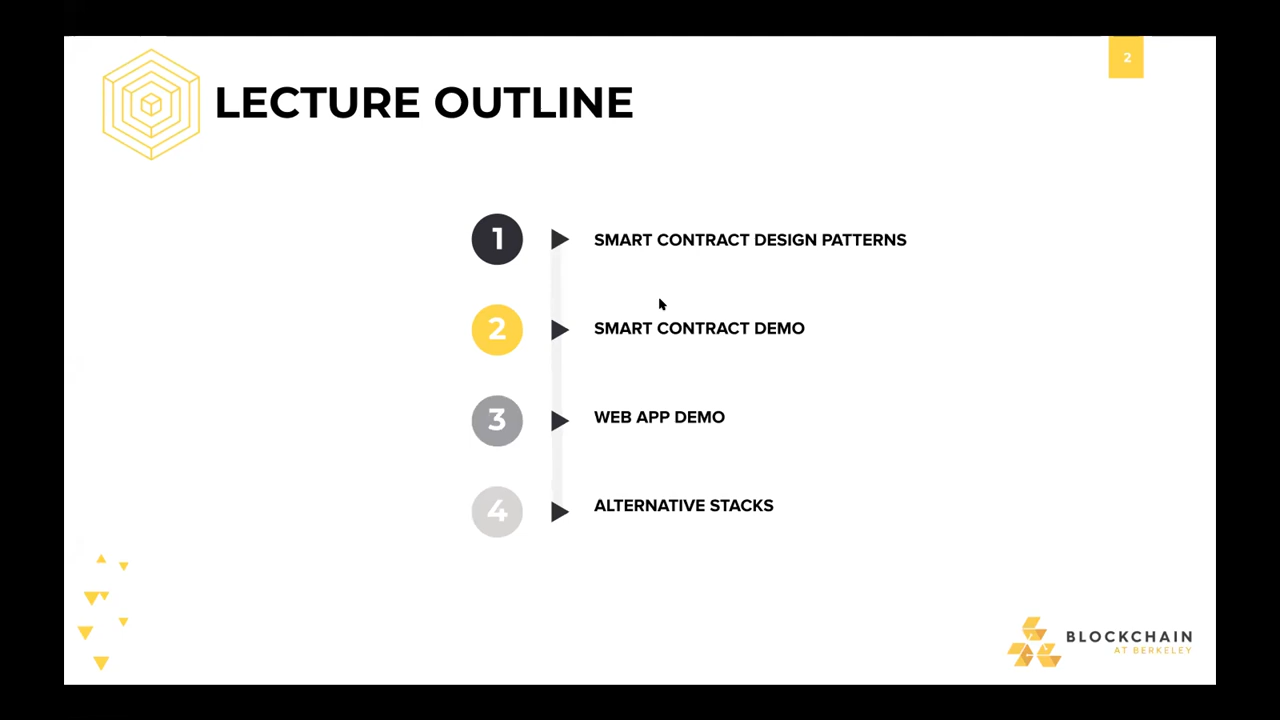 2
LECTURE OUTLINE
1
SMART CONTRACT DESIGN PATTERNS
2
SMART CONTRACT DEMO
3
WEB APP DEMO
4
ALTERNATIVE STACKS
BLOCKCHAIN
AT BERKELEY